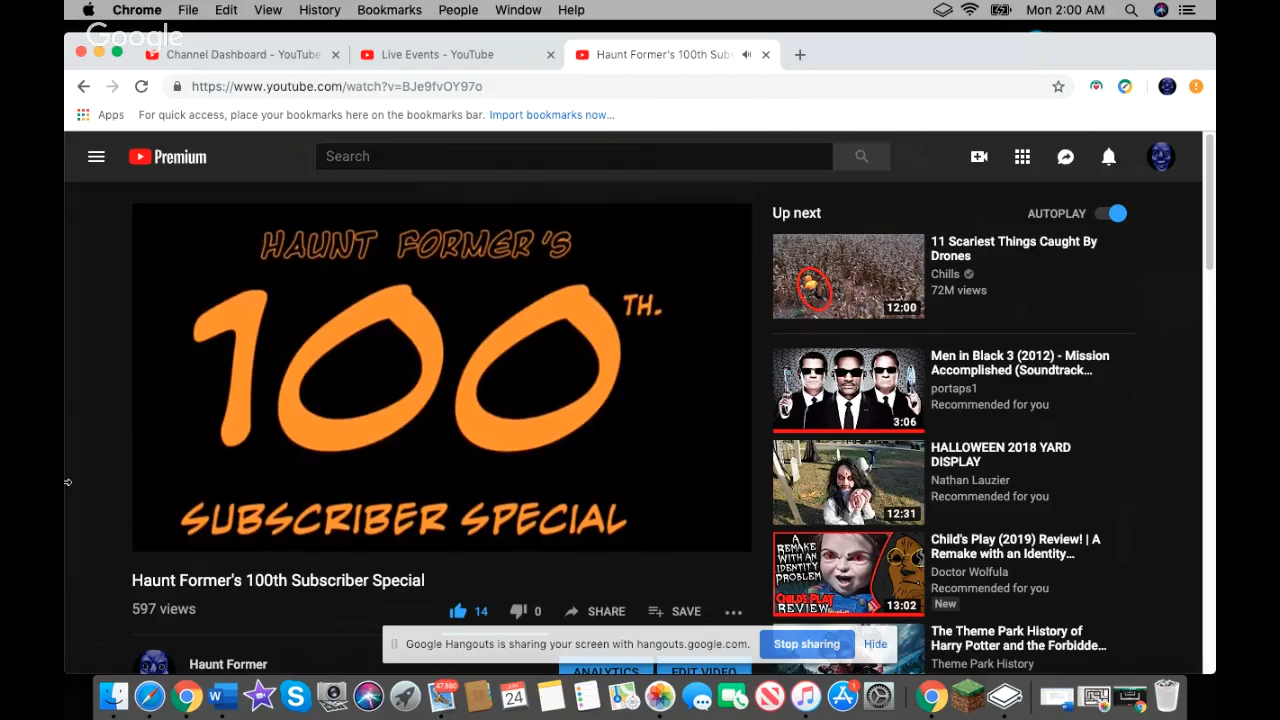 Chrome File Edit View History Bookmarks People Window Help Mon 2:00 AM
Google
Channel Dashboard - YouTube Live Events - YouTube Haunt Former's 100th Sub
https://www.youtube.com/watch?v=BJe9fvOY97o
Apps For quick access, place your bookmarks here on the bookmarks bar. Import bookmarks now...
Premium Search
HAUNT FORMER'S
100TH.
SUBSCRIBER SPECIAL
Haunt Former's 100th Subscriber Special
597 views
14 0 SHARE SAVE
Google Hangouts is sharing your screen with hangouts.google.com. Stop sharing Hide
Haunt Former
ANALYTICS EDIT VIDEO
Up next AUTOPLAY
11 Scariest Things Caught By
Drones
Chills
72M views
12:00
Men in Black 3 (2012) - Mission
Accomplished (Soundtrack...
portaps1
Recommended for you
3:06
HALLOWEEN 2018 YARD
DISPLAY
Nathan Lauzier
Recommended for you
12:31
A
REMAKE
WITH AN
IDENTITY
PROBLEM
CHILD'S PLAY
REVIEW!
13:02
Child's Play (2019) Review! | A
Remake with an Identity...
Doctor Wolfula
Recommended for you
New
The Theme Park History of
Harry Potter and the Forbidde...
Theme Park History
JUN
24
47,880
1